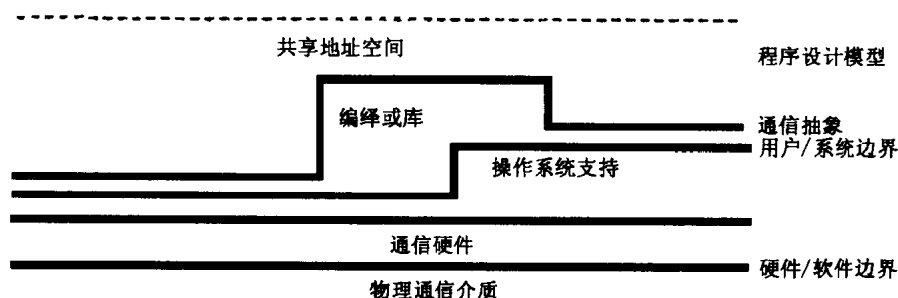 共享地址空间
程序设计模型
编绎或库
通信抽象
用户/系统边界
操作系统支持
通信硬件
硬件/软件边界
物理通信介质